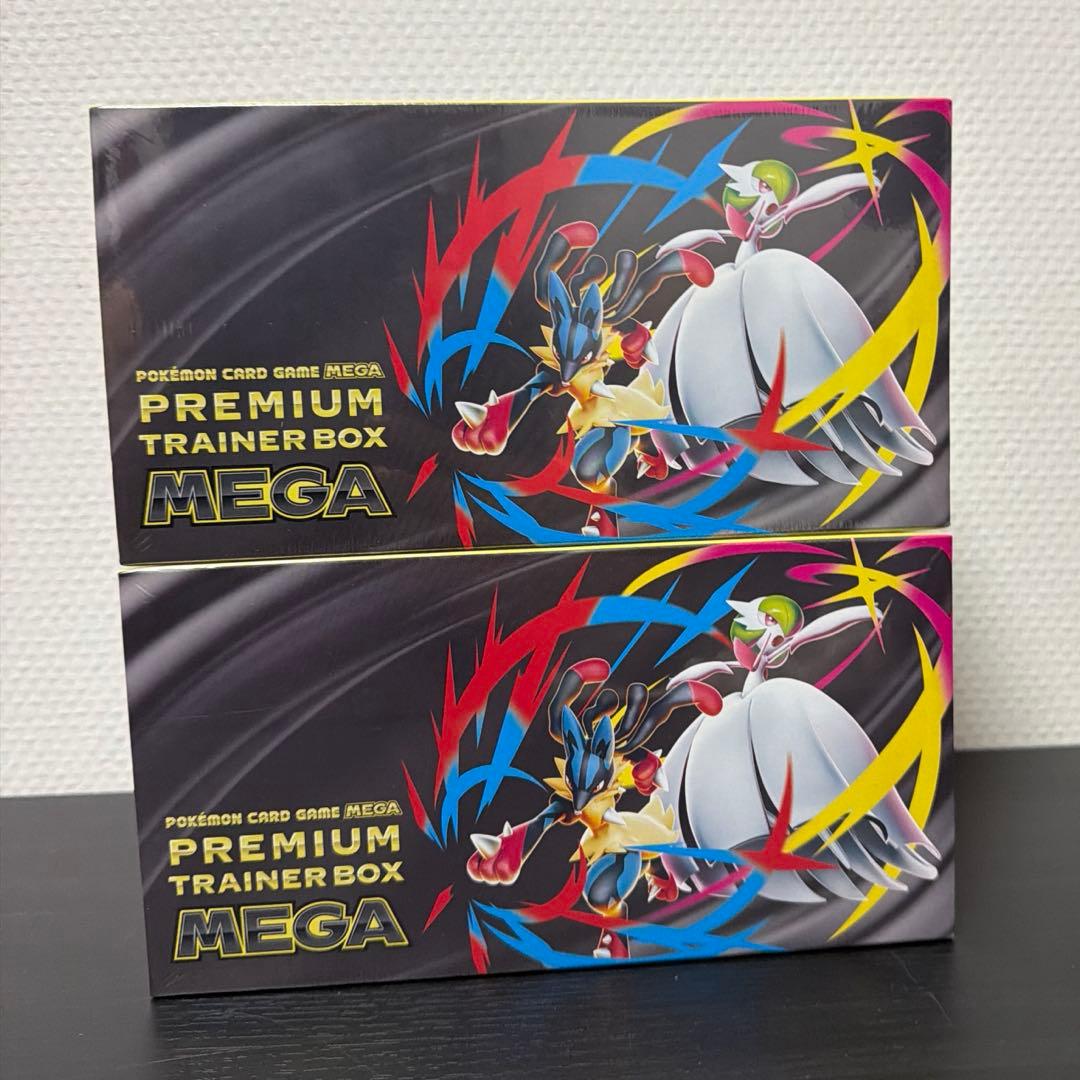 POKÉMON CARD GAME MEGA
PREMIUM
TRAINER BOX
MEGA
POKÉMON CARD GAME MEGA
PREMIUM
TRAINER BOX
MEGA